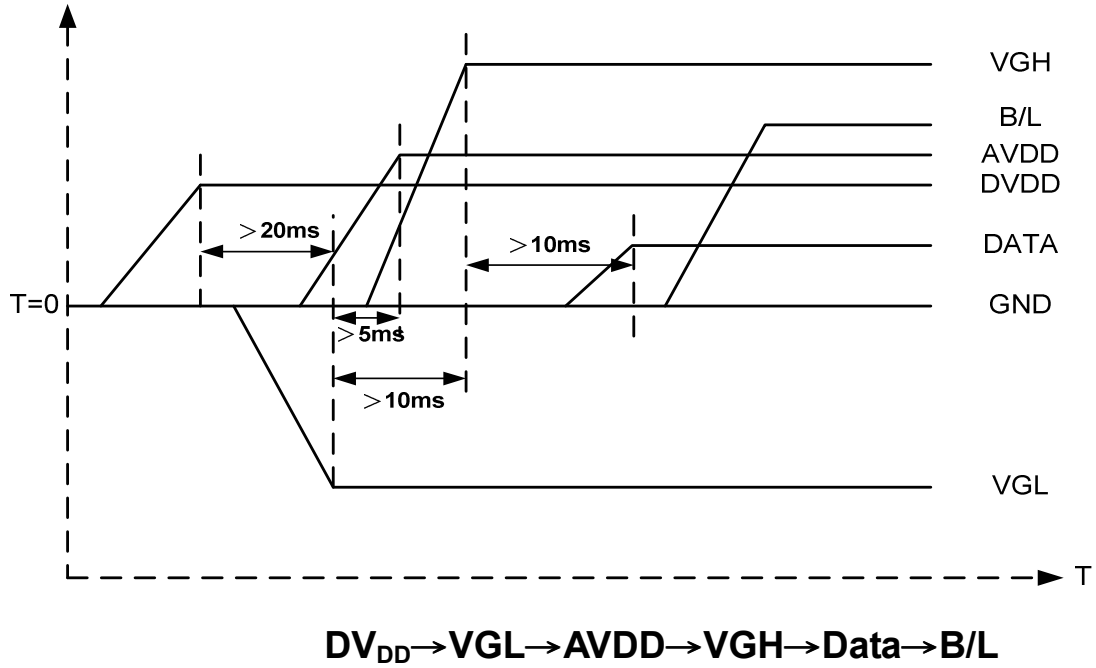 VGH
B/L
AVDD
DVDD
>20ms
>10ms
DATA
T=0
GND
>5ms
>10ms
VGL
T
DVDD→VGL→AVDD→VGH→Data→B/L